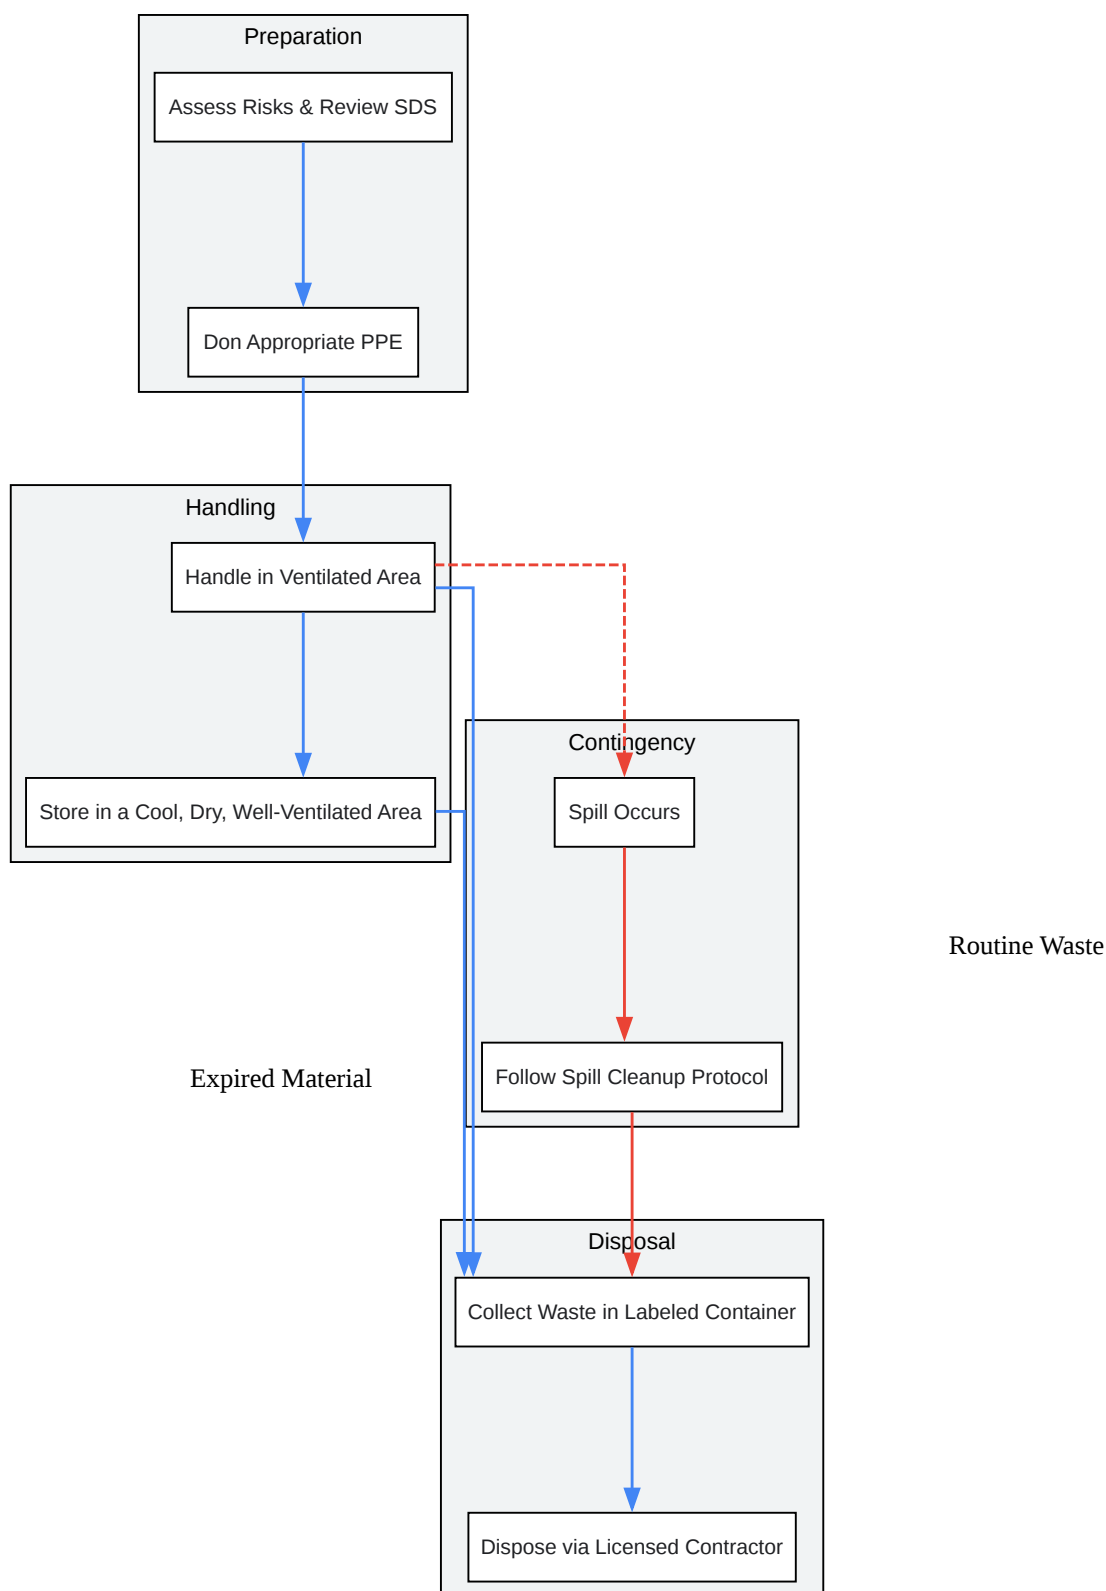 Preparation
Assess Risks & Review SDS
Don Appropriate PPE
Handling
Handle in Ventilated Area
Contingency
Store in a Cool, Dry, Well-Ventilated Area
Spill Occurs
Routine Waste
Expired Material
Follow Spill Cleanup Protocol
Disposal
Collect Waste in Labeled Container
Dispose via Licensed Contractor